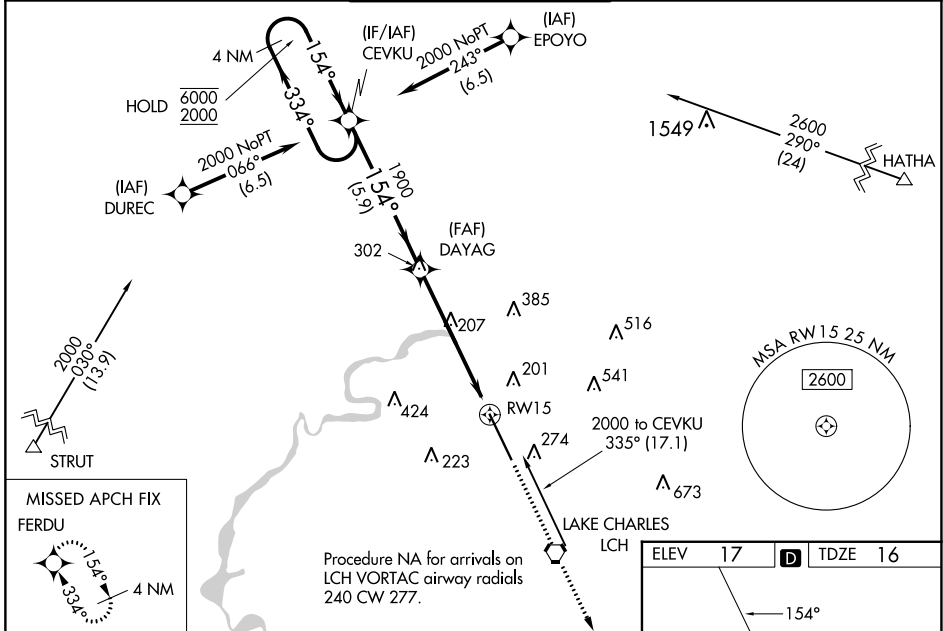 (IAF)
EPOYO
(IF/IAF)
CEVKU
2000 NoPT
243°
(6.5)
4 NM
154°
334°
HOLD
6000
2000
2000 NoPT
066°
(6.5)
(IAF)
DUREC
1549
2600
290°
(24)
HATHA
1900
154°
(5.9)
(FAF)
DAYAG
302
385
207
516
2000
030°
(13.9)
STRUT
201
541
424
RW15
MSA RW15 25 NM
2600
2000 to CEVKU
335° (17.1)
274
223
673
MISSED APCH FIX
FERDU
154°
334°
4 NM
LAKE CHARLES
LCH
Procedure NA for arrivals on
LCH VORTAC airway radials
240 CW 277.
ELEV 17 D TDZE 16
154°